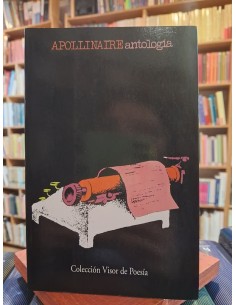 APOLLINAIRE antología
Colección Visor de Poesía